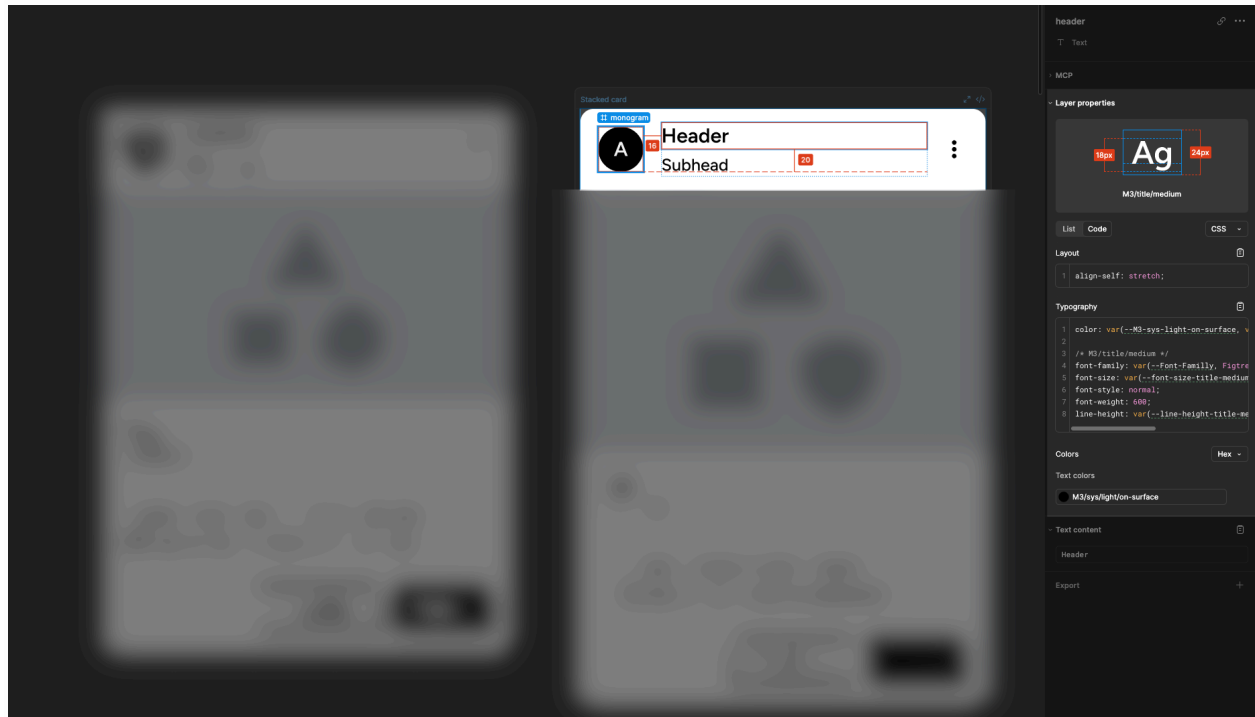 Stacked card
monogram
A
16
Header
Subhead
20
header
T Text
MCP
Layer properties
18px
Ag
24px
M3/title/medium
List Code
CSS
Layout
1 align-self: stretch;
Typography
1 color: var(--M3-sys-light-on-surface, v
2
3 /* M3/title/medium */
4 font-family: var(--Font-Familly, Figtre
5 font-size: var(--font-size-title-medium
6 font-style: normal;
7 font-weight: 600;
8 line-height: var(--line-height-title-me
Colors
Hex
Text colors
M3/sys/light/on-surface
Text content
Header
Export